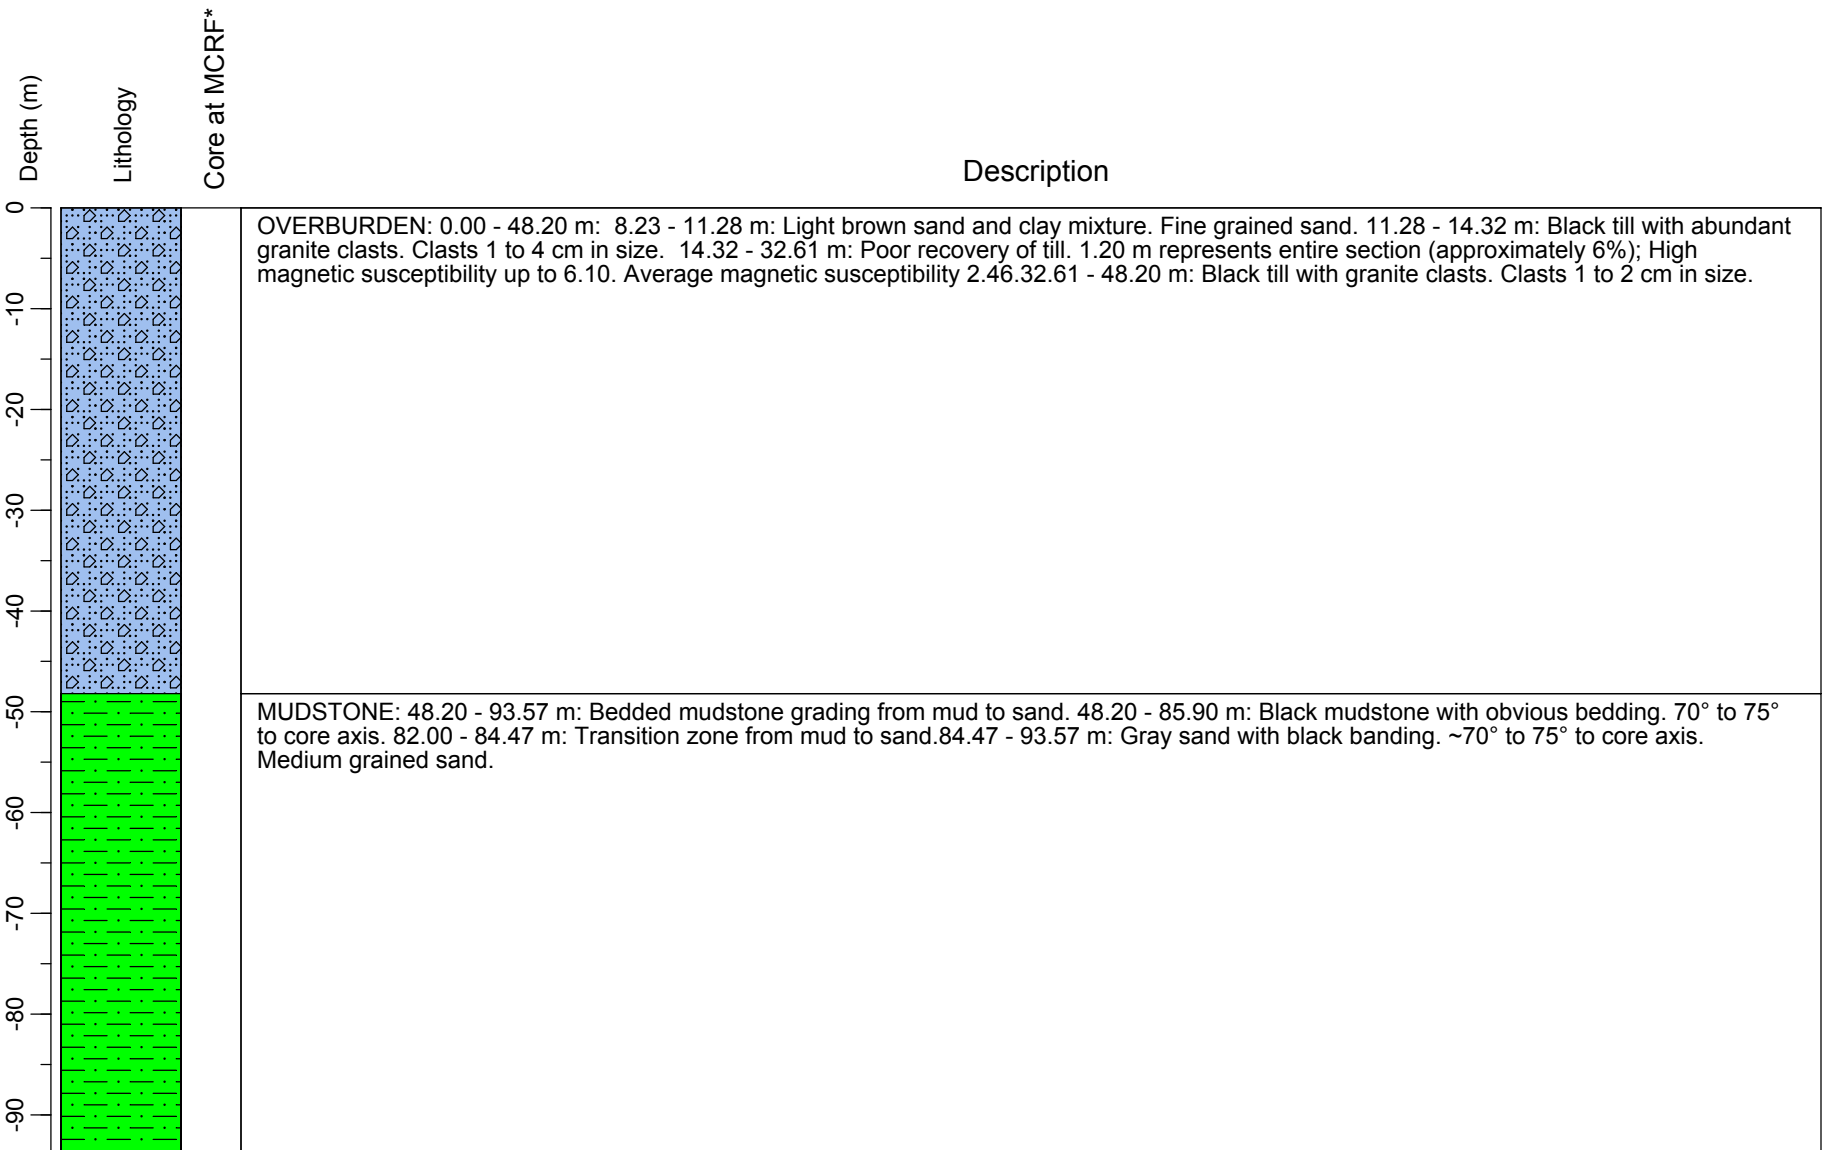 Depth (m)
Lithology
Core at MCRF*
Description
0
OVERBURDEN: 0.00 - 48.20 m:  8.23 - 11.28 m: Light brown sand and clay mixture. Fine grained sand. 11.28 - 14.32 m: Black till with abundant
granite clasts. Clasts 1 to 4 cm in size.  14.32 - 32.61 m: Poor recovery of till. 1.20 m represents entire section (approximately 6%); High
magnetic susceptibility up to 6.10. Average magnetic susceptibility 2.46.32.61 - 48.20 m: Black till with granite clasts. Clasts 1 to 2 cm in size.
-10
-20
-30
-40
-50
MUDSTONE: 48.20 - 93.57 m: Bedded mudstone grading from mud to sand. 48.20 - 85.90 m: Black mudstone with obvious bedding. 70° to 75°
to core axis. 82.00 - 84.47 m: Transition zone from mud to sand.84.47 - 93.57 m: Gray sand with black banding. ~70° to 75° to core axis.
Medium grained sand.
-60
-70
-80
-90